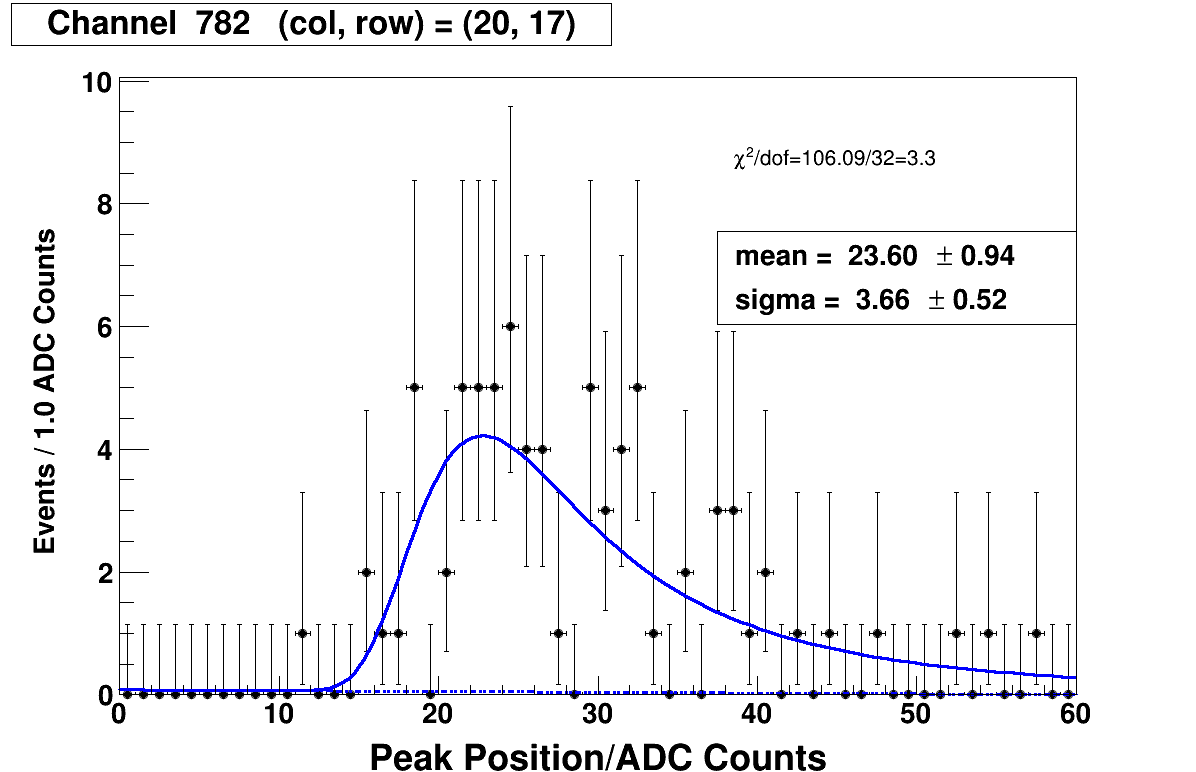 Channel 782 (col, row) = (20, 17)
10
χ²/dof=106.09/32=3.3
8
mean = 23.60 ± 0.94
sigma = 3.66 ± 0.52
6
4
2
0
Events / 1.0 ADC Counts
0 10 20 30 40 50 60
Peak Position/ADC Counts